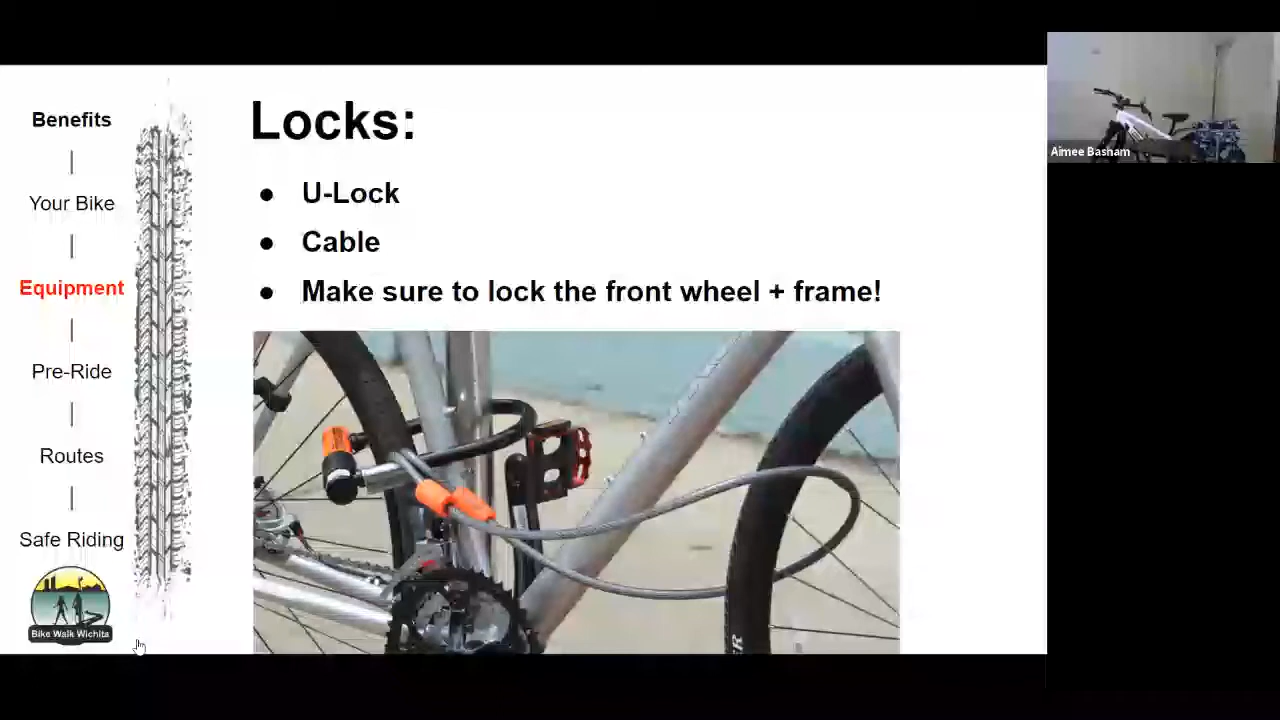 Benefits
Your Bike
Equipment
Pre-Ride
Routes
Safe Riding
Bike Walk Wichita
Locks:
U-Lock
Cable
Make sure to lock the front wheel + frame!
Aimee Basham